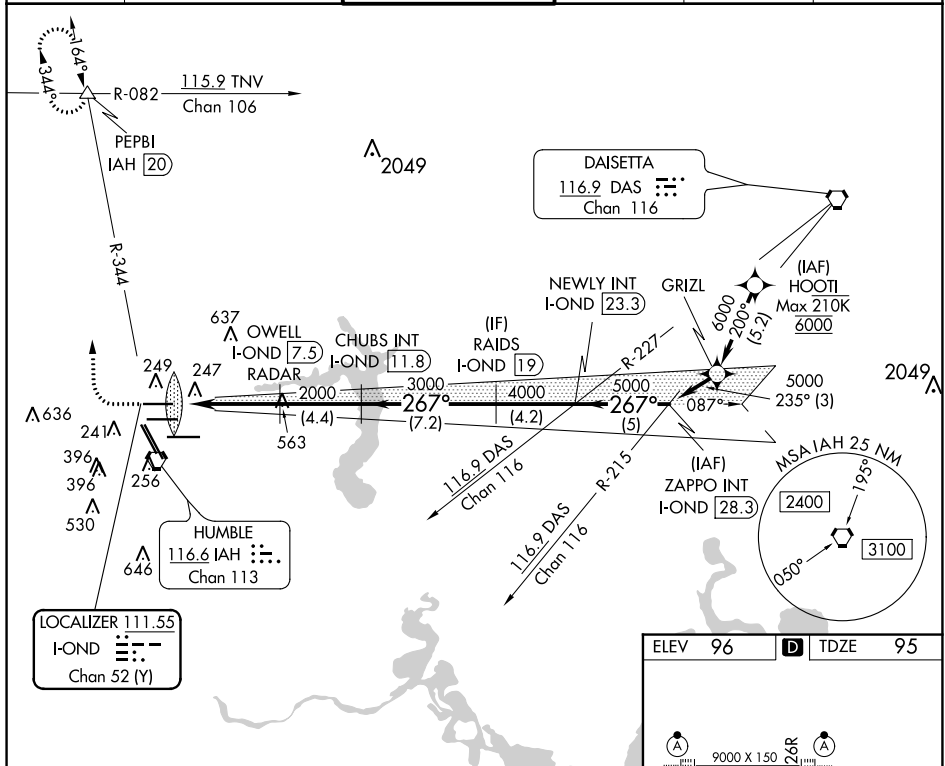 164°
344°
R-082
115.9 TNV
Chan 106
PEPBI
IAH 20
2049
DAISETTA
116.9 DAS
Chan 116
R-344
NEWLY INT
I-OND 23.3
GRIZL
(IAF)
HOOTI
Max 210K
6000
6000
200°
(5.2)
637
OWELL
I-OND 7.5
RADAR
CHUBS INT
I-OND 11.8
(IF)
RAIDS
I-OND 19
R-227
249
247
2000
3000
4000
5000
5000
2049
267°
267°
087°
235° (3)
(4.4)
(7.2)
(4.2)
(5)
636
241
563
396
396
256
530
646
116.9 DAS
Chan 116
R-215
116.9 DAS
Chan 116
(IAF)
ZAPPO INT
I-OND 28.3
MSA IAH 25 NM
195°
2400
3100
050°
HUMBLE
116.6 IAH
Chan 113
LOCALIZER 111.55
I-OND
Chan 52 (Y)
ELEV 96 D TDZE 95
A
9000 X 150
26R
A